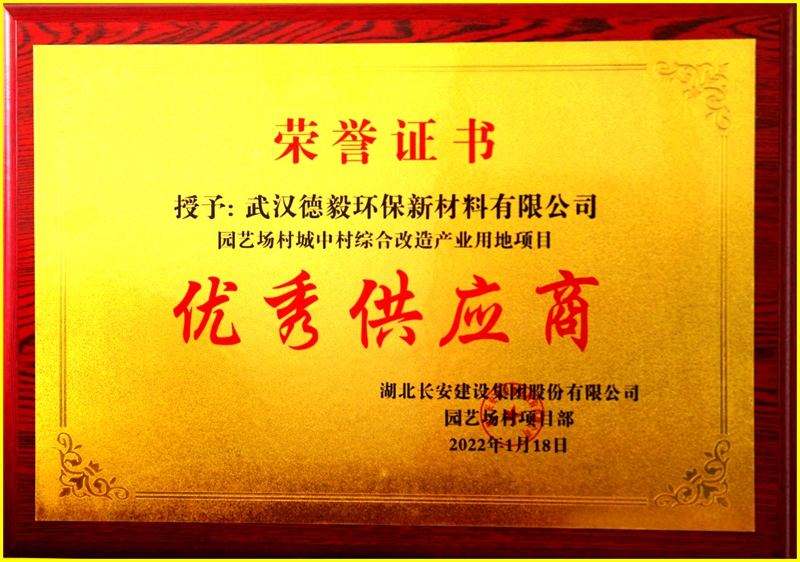 荣誉证书
授予: 武汉德毅环保新材料有限公司
园艺场村城中村综合改造产业用地项目
优秀供应商
湖北长安建设集团股份有限公司
园艺场村项目部
2022年1月18日